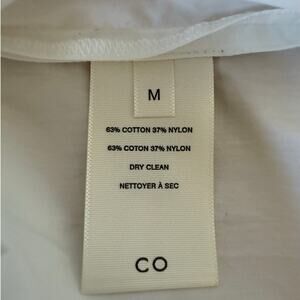 M
63% COTTON 37% NYLON
63% COTON 37% NYLON
DRY CLEAN
NETTOYER À SEC
CO